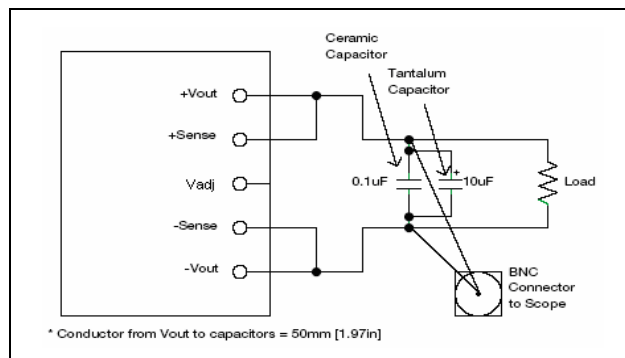 Ceramic
Capacitor
Tantalum
Capacitor
+Vout
+Sense
Vadj
-Sense
-Vout
0.1uF
+
10uF
Load
BNC
Connector
to Scope
* Conductor from Vout to capacitors = 50mm [1.97in]